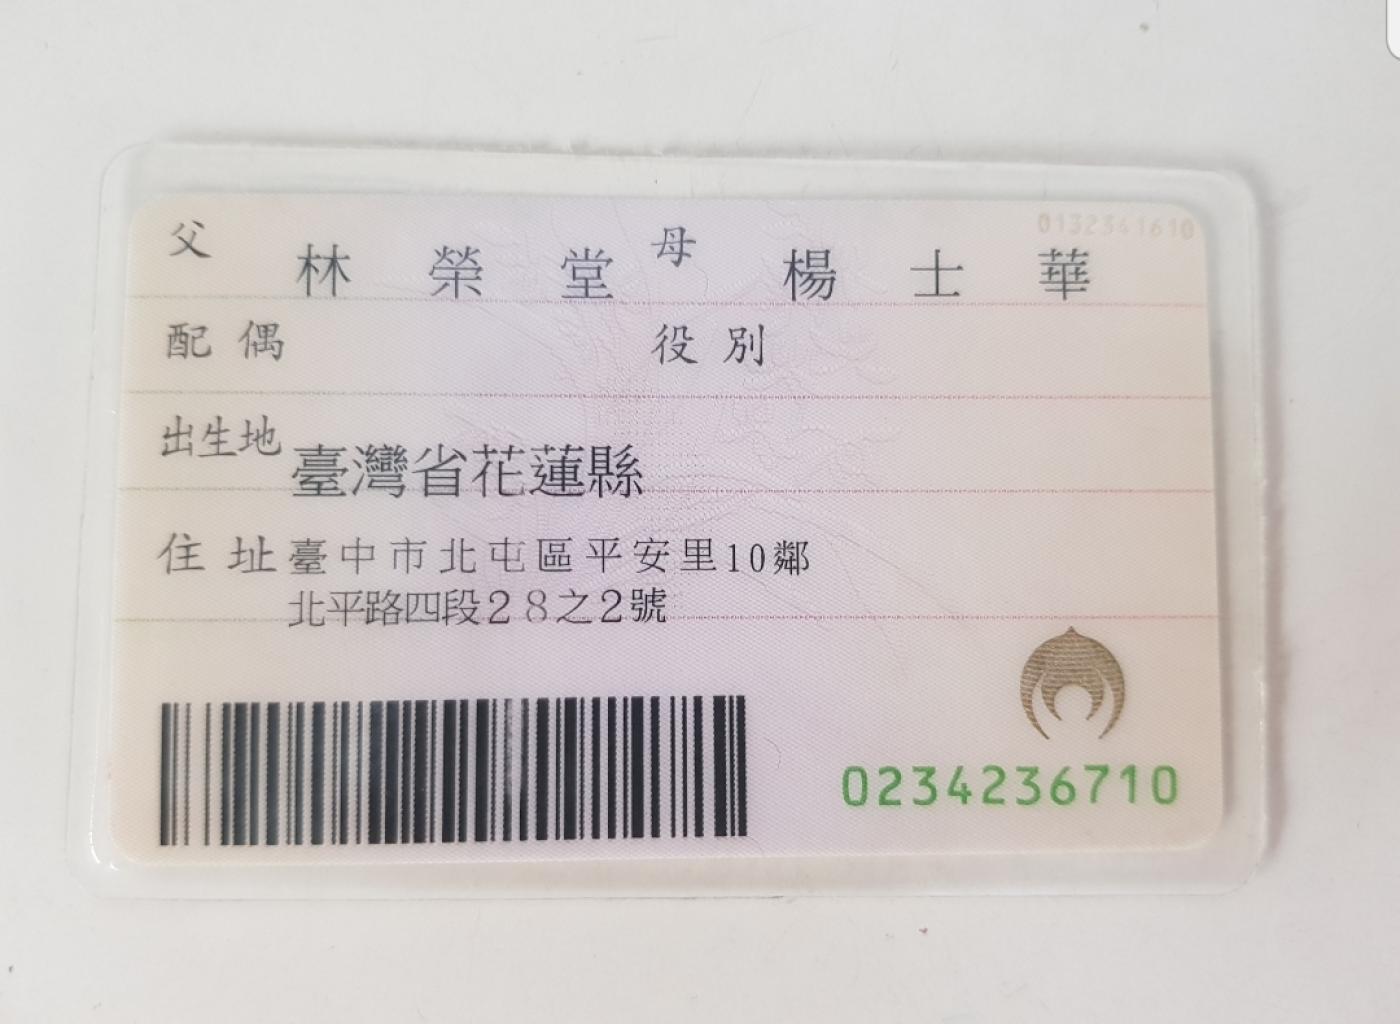 0132341610
父 林榮堂 母 楊士華
配偶 役別
出生地 臺灣省花蓮縣
住址 臺中市北屯區平安里10鄰
北平路四段28之2號
0234236710